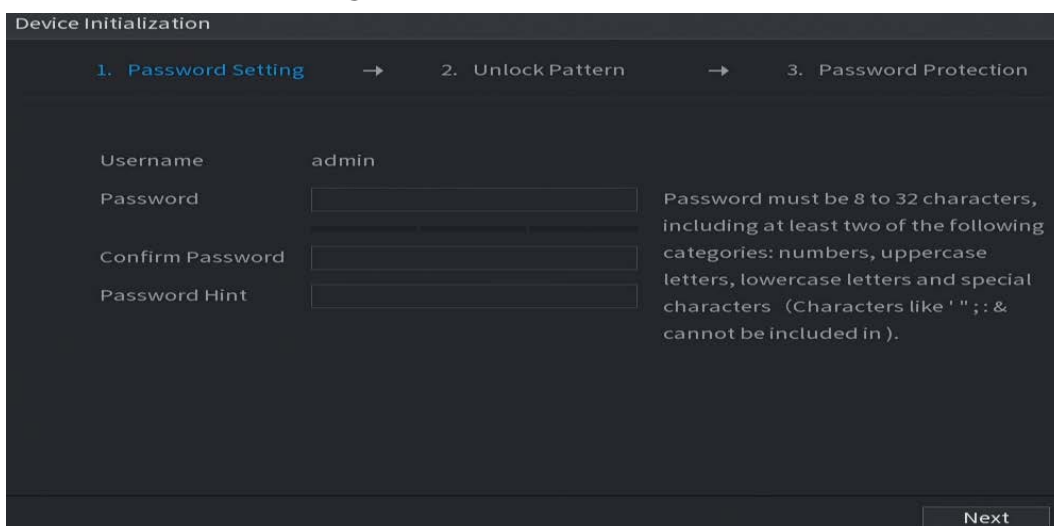 Device Initialization
1. Password Setting → 2. Unlock Pattern → 3. Password Protection
Username admin
Password
Password must be 8 to 32 characters,
including at least two of the following
categories: numbers, uppercase
letters, lowercase letters and special
characters (Characters like ' " ; : &
cannot be included in ).
Confirm Password
Password Hint
Next